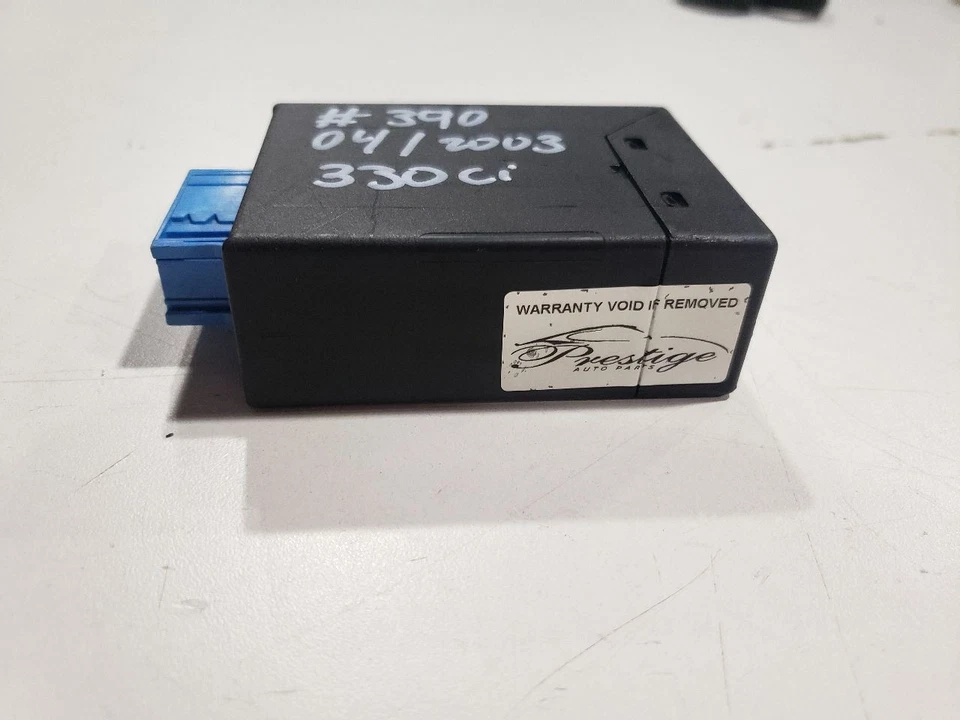 # 390
04/2003
330ci
WARRANTY VOID IF REMOVED
Prestige
AUTO PARTS